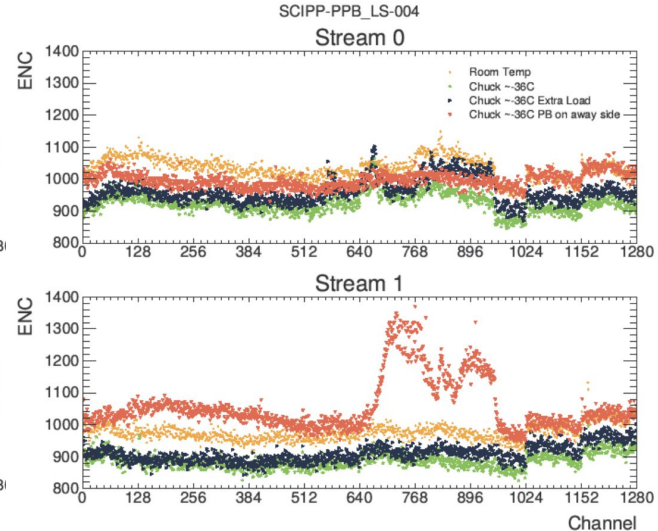 SCIPP-PPB_LS-004
Stream 0
ENC
1400
1300
1200
1100
1000
900
800
Room Temp
Chuck ~-36C
Chuck ~-36C Extra Load
Chuck ~-36C PB on away side
0 128 256 384 512 640 768 896 1024 1152 1280
Stream 1
ENC
1400
1300
1200
1100
1000
900
800
0 128 256 384 512 640 768 896 1024 1152 1280
Channel